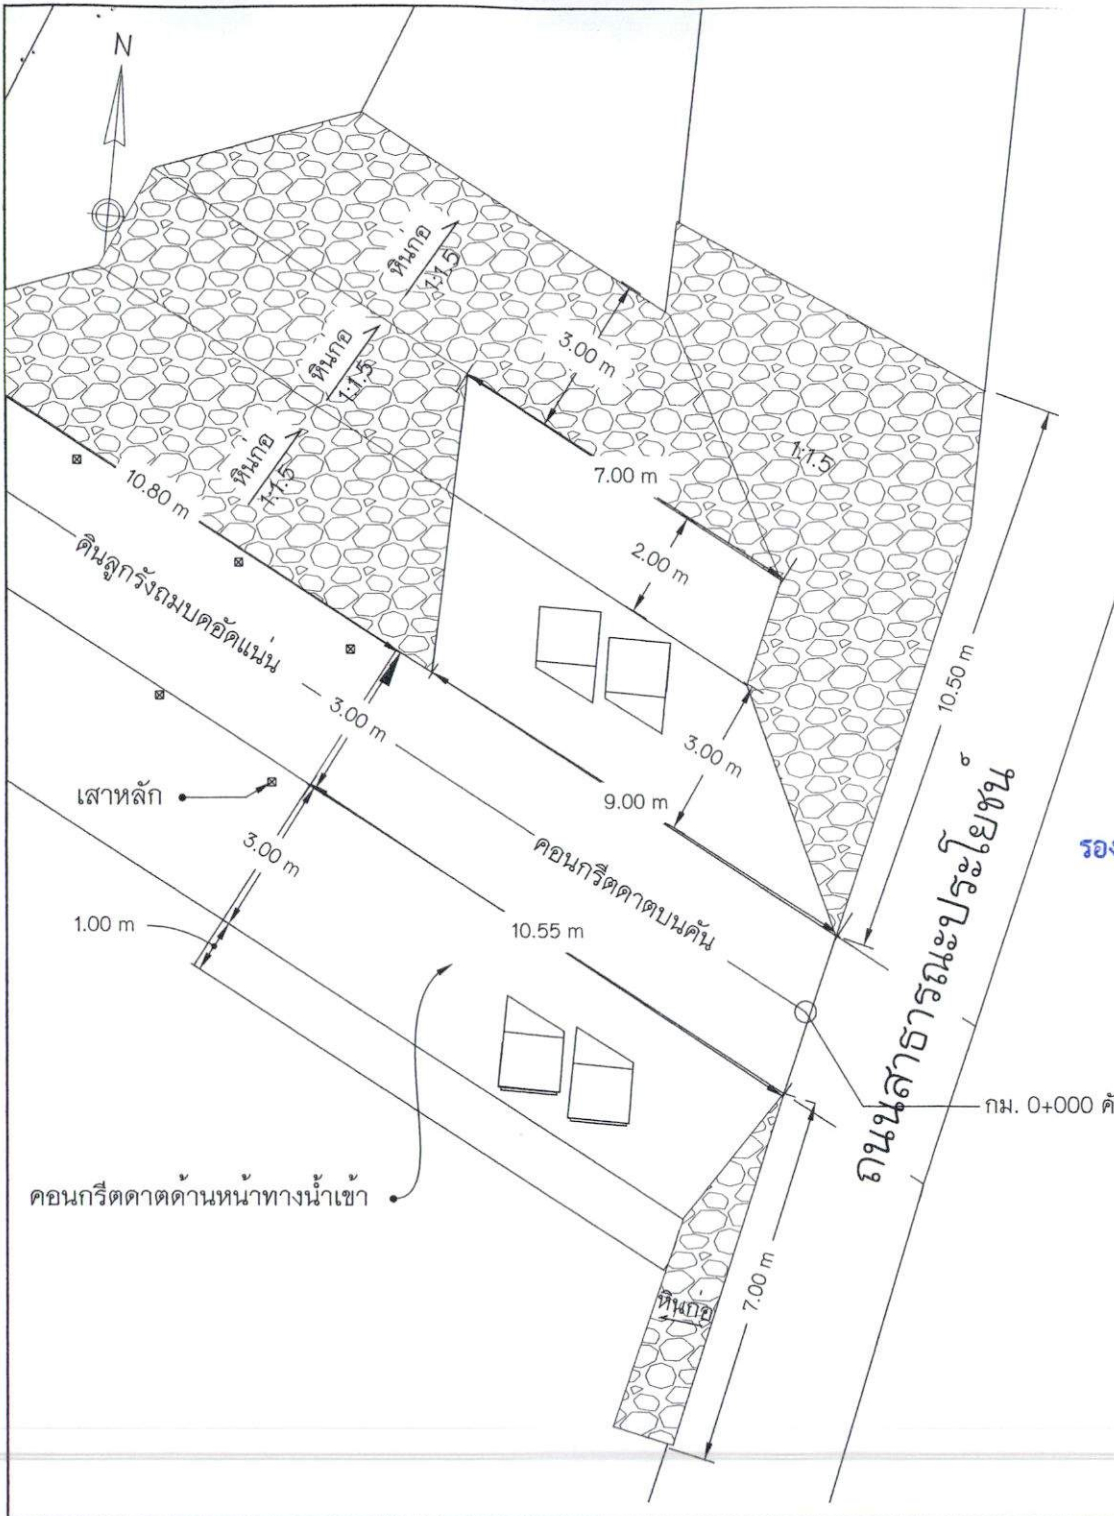 N
หินก่อ
1:1.5
3.00 m
หินก่อ
1:1.5
หินก่อ
1:1.5
7.00 m
1:1.5
10.80 m
2.00 m
ดินลูกรังถมบดอัดแน่น
10.50 m
3.00 m
3.00 m
เสาหลัก
9.00 m
3.00 m
คอนกรีตดาตบนคัน
รอง
1.00 m
10.55 m
ถนนสาธารณะประโยชน์
กม. 0+000
คอนกรีตดาตด้านหน้าทางน้ำเข้า
7.00 m
หินก่อ